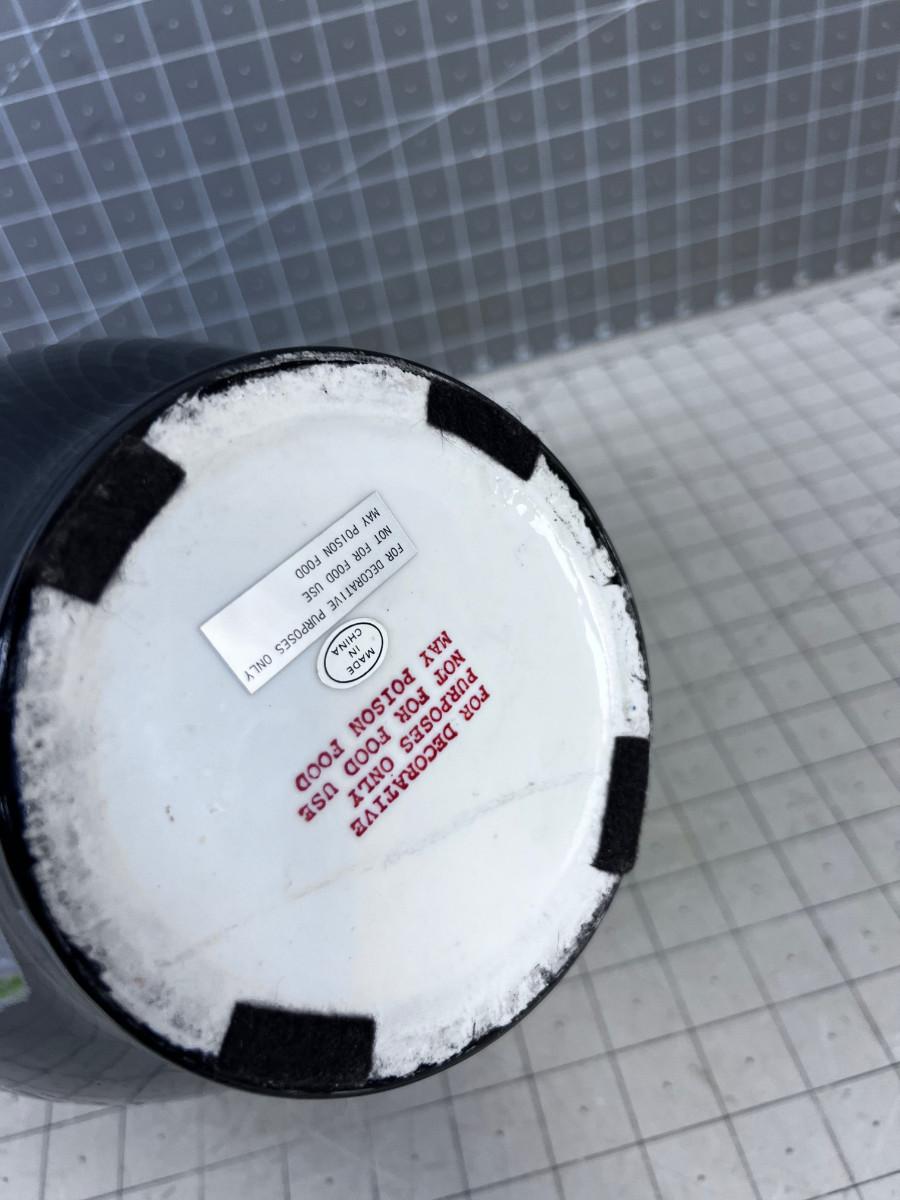 FOR DECORATIVE PURPOSES ONLY
NOT FOR FOOD USE
MAY POISON FOOD
MADE
IN
CHINA
FOR DECORATIVE
PURPOSES ONLY
NOT FOR FOOD USE
MAY POISON FOOD